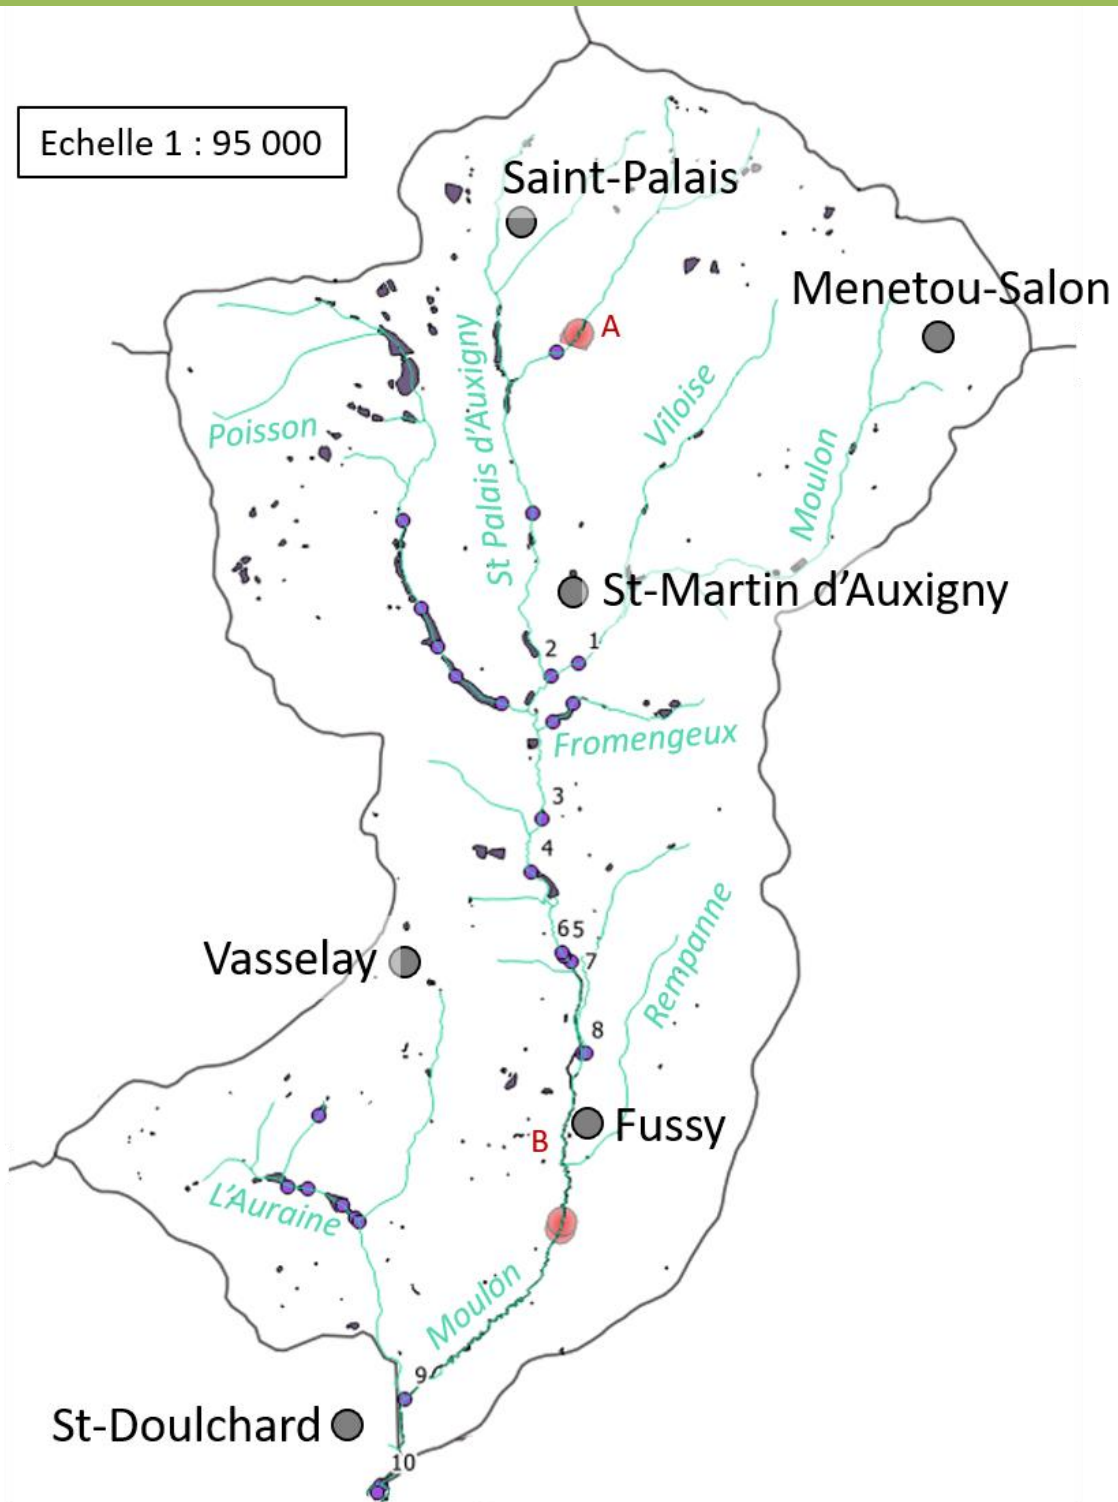 Echelle 1 : 95 000
Saint-Palais
Menetou-Salon
A
St Palais d'Auxigny
Viloise
Poisson
Moulon
St-Martin d'Auxigny
1
2
Fromengeux
3
4
Rempanne
65
Vasselay
7
8
Fussy
B
L'Auraine
Moulon
9
St-Doulchard
10